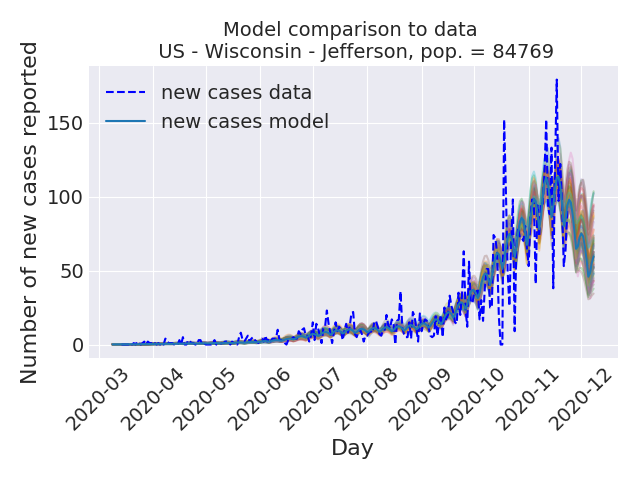 Model comparison to data
US - Wisconsin - Jefferson, pop. = 84769
Number of new cases reported
new cases data
new cases model
150
100
50
0
2020-03
2020-04
2020-05
2020-06
2020-07
2020-08
2020-09
2020-10
2020-11
2020-12
Day